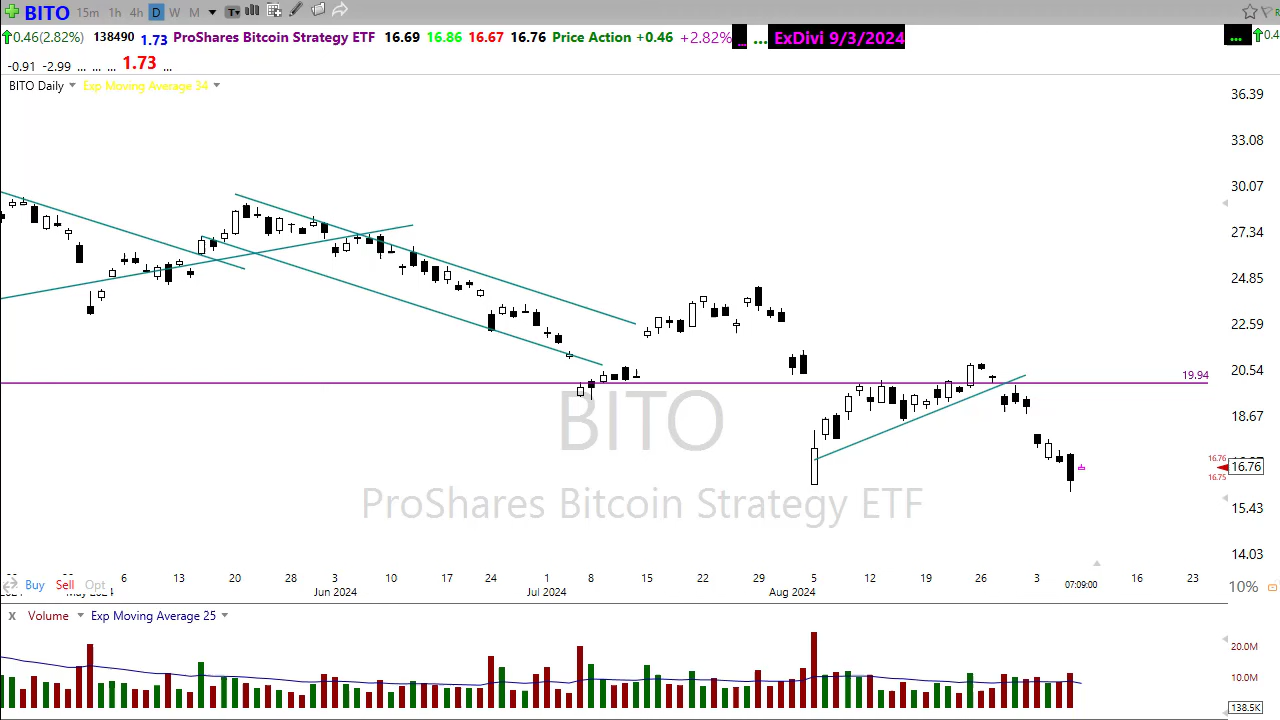 BITO 15m 1h 4h D W M T
0.46(2.82%) 138490 1.73 ProShares Bitcoin Strategy ETF 16.69 16.86 16.67 16.76 Price Action +0.46 +2.82% ... ExDivi 9/3/2024 ... 0.4
-0.91 -2.99 ... ... ... 1.73 ...
BITO Daily Exp Moving Average 34
36.39
33.08
30.07
27.34
24.85
22.59
20.54
19.94
18.67
BITO
16.76
16.76
16.75
15.43
ProShares Bitcoin Strategy ETF
14.03
6 13 20 28 3 10 17 24 1 8 15 22 29 5 12 19 26 3 07:09:00 16 23
Buy Sell Opt 10%
Jun 2024 Jul 2024 Aug 2024
X Volume Exp Moving Average 25
20.0M
10.0M
138.5K